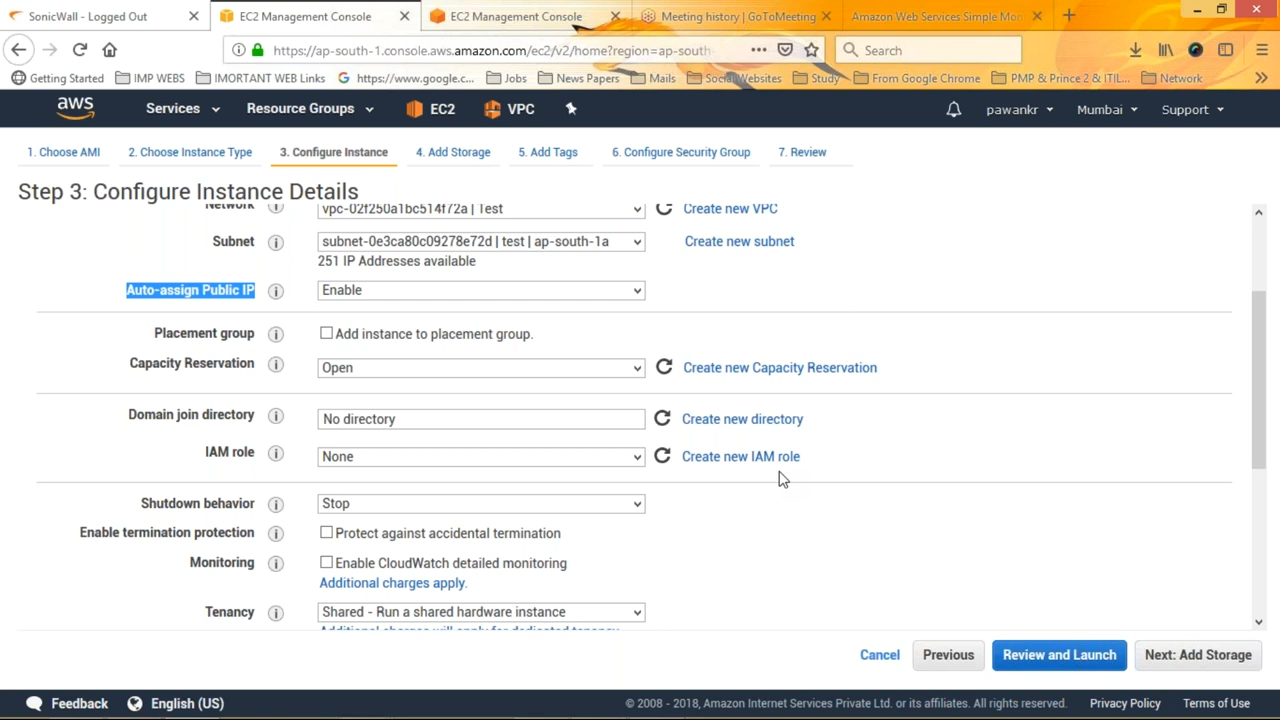 SonicWall - Logged Out
EC2 Management Console
EC2 Management Console
Meeting history | GoToMeeting
Amazon Web Services Simple Mon
https://ap-south-1.console.aws.amazon.com/ec2/v2/home?region=ap-south-
Search
Getting Started
IMP WEBS
IMORTANT WEB Links
https://www.google.c...
Jobs
News Papers
Mails
Social Websites
Study
From Google Chrome
PMP & Prince 2 & ITIL...
Network
aws
Services
Resource Groups
EC2
VPC
pawankr
Mumbai
Support
1. Choose AMI
2. Choose Instance Type
3. Configure Instance
4. Add Storage
5. Add Tags
6. Configure Security Group
7. Review
Step 3: Configure Instance Details
Network
vpc-02f250a1bc514f72a | Test
Create new VPC
Subnet
subnet-0e3ca80c09278e72d | test | ap-south-1a
Create new subnet
251 IP Addresses available
Auto-assign Public IP
Enable
Placement group
Add instance to placement group.
Capacity Reservation
Open
Create new Capacity Reservation
Domain join directory
No directory
Create new directory
IAM role
None
Create new IAM role
Shutdown behavior
Stop
Enable termination protection
Protect against accidental termination
Monitoring
Enable CloudWatch detailed monitoring
Additional charges apply.
Tenancy
Shared - Run a shared hardware instance
Additional charges will apply for dedicated tenancy.
Cancel
Previous
Review and Launch
Next: Add Storage
Feedback
English (US)
© 2008 - 2018, Amazon Internet Services Private Ltd. or its affiliates. All rights reserved.
Privacy Policy
Terms of Use